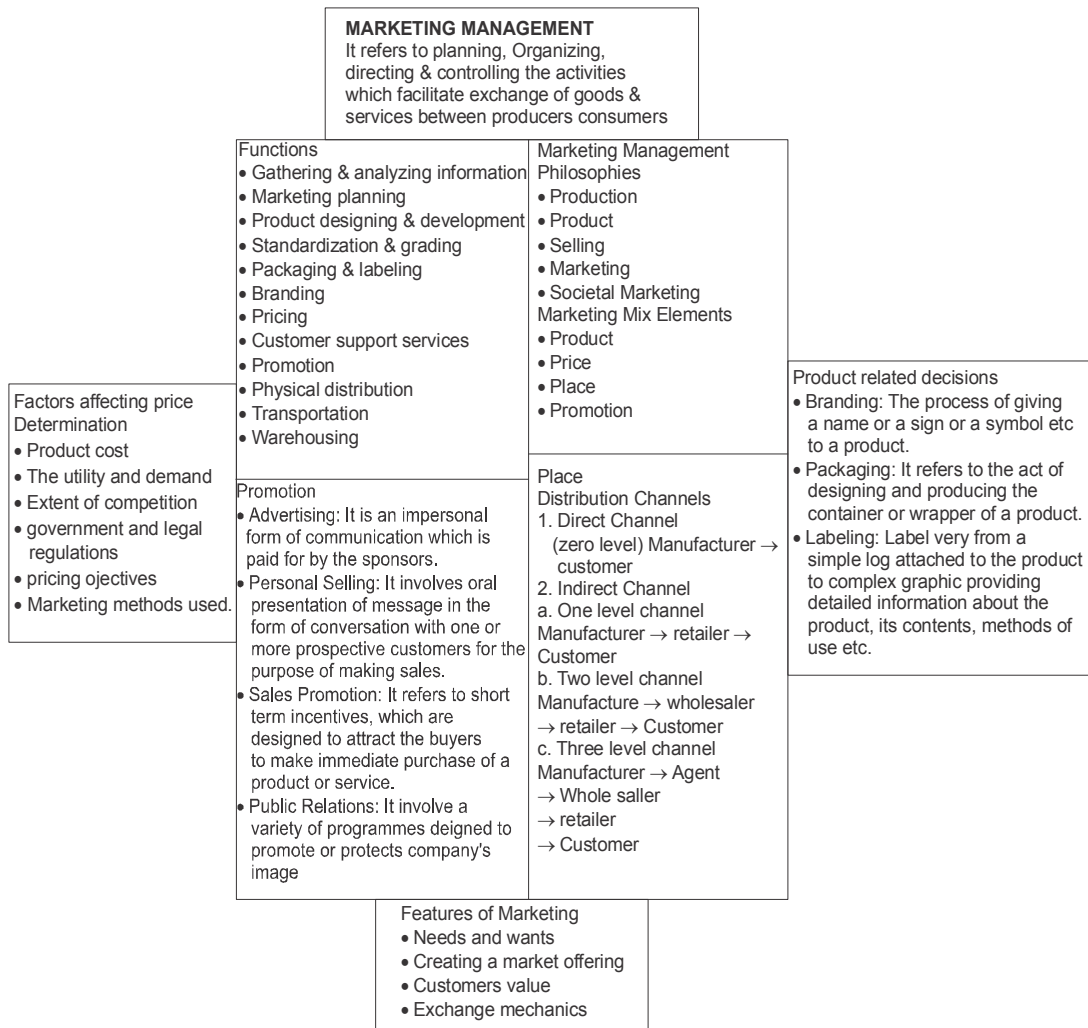 MARKETING MANAGEMENT
It refers to planning, Organizing,
directing & controlling the activities
which facilitate exchange of goods &
services between producers consumers
Functions
• Gathering & analyzing information
• Marketing planning
• Product designing & development
• Standardization & grading
• Packaging & labeling
• Branding
• Pricing
• Customer support services
• Promotion
• Physical distribution
• Transportation
• Warehousing
Marketing Management
Philosophies
• Production
• Product
• Selling
• Marketing
• Societal Marketing
Marketing Mix Elements
• Product
• Price
• Place
• Promotion
Factors affecting price
Determination
• Product cost
• The utility and demand
• Extent of competition
• government and legal
regulations
• pricing ojectives
• Marketing methods used.
Promotion
• Advertising: It is an impersonal
form of communication which is
paid for by the sponsors.
• Personal Selling: It involves oral
presentation of message in the
form of conversation with one or
more prospective customers for the
purpose of making sales.
• Sales Promotion: It refers to short
term incentives, which are
designed to attract the buyers
to make immediate purchase of a
product or service.
• Public Relations: It involve a
variety of programmes deigned to
promote or protects company's
image
Place
Distribution Channels
1. Direct Channel
(zero level) Manufacturer →
customer
2. Indirect Channel
a. One level channel
Manufacturer → retailer →
Customer
b. Two level channel
Manufacture → wholesaler
→ retailer → Customer
c. Three level channel
Manufacturer → Agent
→ Whole saller
→ retailer
→ Customer
Product related decisions
• Branding: The process of giving
a name or a sign or a symbol etc
to a product.
• Packaging: It refers to the act of
designing and producing the
container or wrapper of a product.
• Labeling: Label very from a
simple log attached to the product
to complex graphic providing
detailed information about the
product, its contents, methods of
use etc.
Features of Marketing
• Needs and wants
• Creating a market offering
• Customers value
• Exchange mechanics